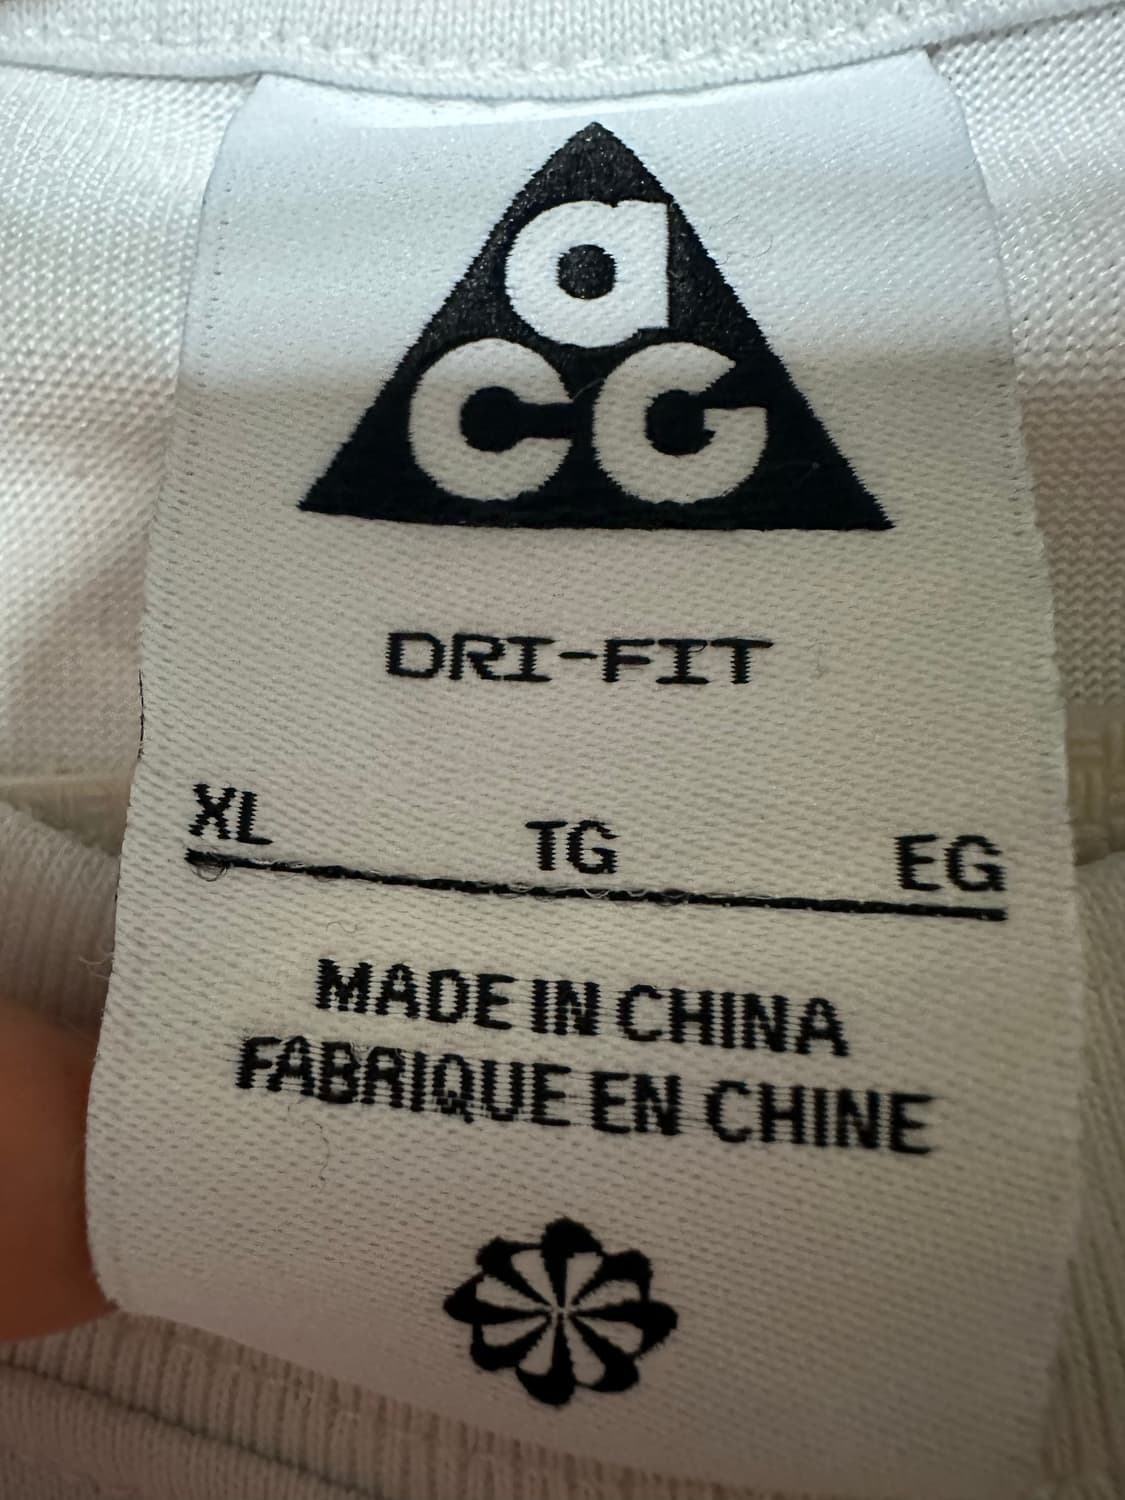 aCG
DRI-FIT
XL TG EG
MADE IN CHINA
FABRIQUE EN CHINE